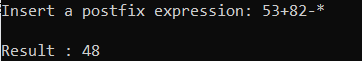 Insert a postfix expression: 53+82-*
Result : 48